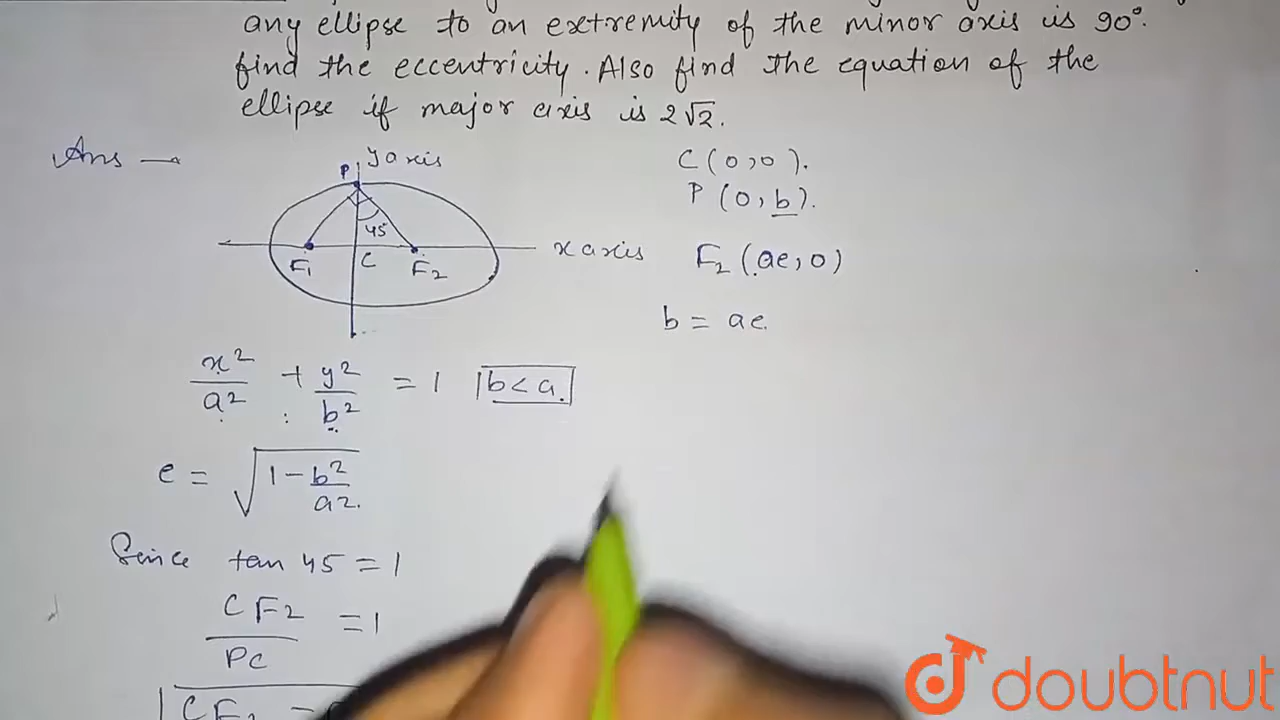 any ellipse to an extremity of the minor axis is 90°.
find the eccentricity. Also find the equation of the
ellipse if major axis is 2√2.
Ans →
y axis
P
45
F1
C
F2
x axis
C (0,0).
P (0, b).
F2 (ae, 0)
b = ae
x²/a² + y²/b² = 1 |b < a.
e = √(1 - b²/a²)
Since tan 45 = 1
CF2/PC = 1
CF2 =
doubtnut